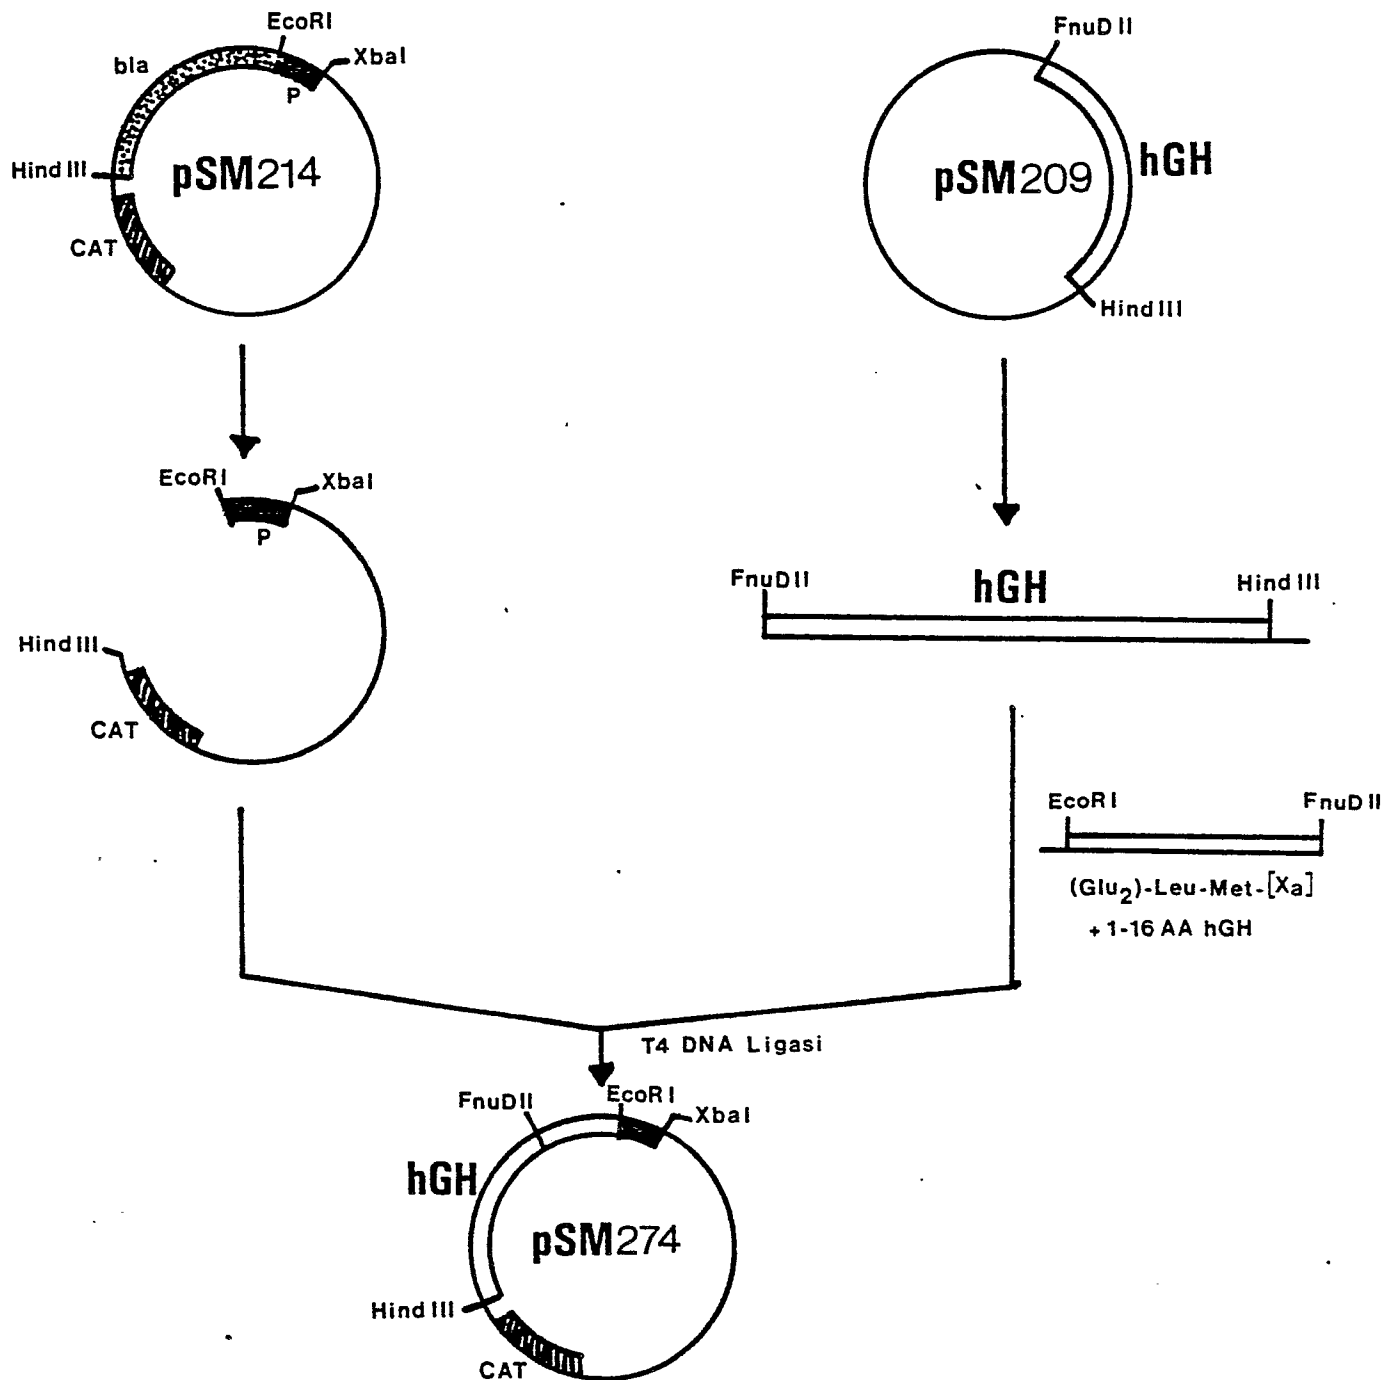 EcoRI
XbaI
bla
P
Hind III
pSM214
CAT
FnuD II
hGH
pSM209
Hind III
EcoRI
XbaI
P
Hind III
CAT
FnuDII
hGH
Hind III
EcoRI
FnuDII
(Glu2)-Leu-Met-[Xa]
+ 1-16 AA hGH
T4 DNA Ligasi
FnuDII
EcoRI
XbaI
hGH
pSM274
Hind III
CAT